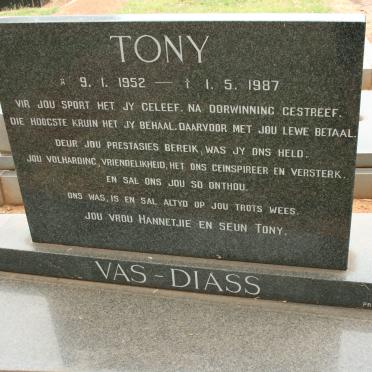 TONY
☆ 9. 1. 1952 — † 1. 5. 1987
VIR JOU SPORT HET JY GELEEF. NA OORWINNING GESTREEF.
DIE HOOGSTE KRUIN HET JY BEHAAL. DAARVOOR MET JOU LEWE BETAAL.
DEUR JOU PRESTASIES BEREIK, WAS JY ONS HELD.
JOU VOLHARDING, VRIENDELIKHEID, HET ONS GEINSPIREER EN VERSTERK.
EN SAL ONS JOU SO ONTHOU.
ONS WAS, IS EN SAL ALTYD OP JOU TROTS WEES.
JOU VROU HANNETJIE EN SEUN TONY.
VAS-DIASS